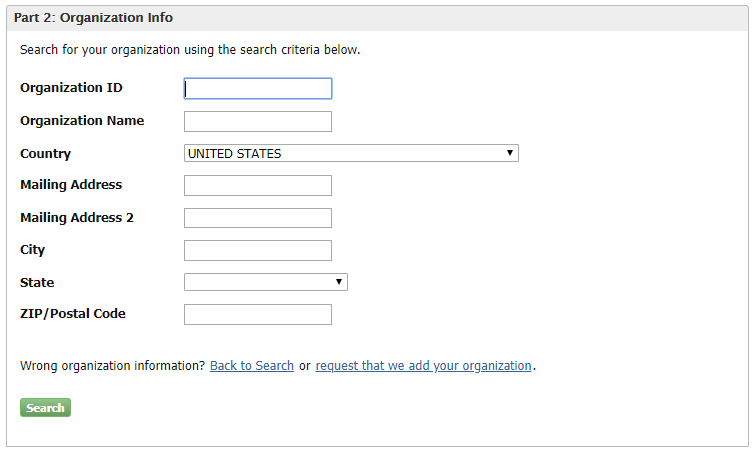 Part 2: Organization Info
Search for your organization using the search criteria below.
Organization ID
Organization Name
Country UNITED STATES
Mailing Address
Mailing Address 2
City
State
ZIP/Postal Code
Wrong organization information? Back to Search or request that we add your organization.
Search